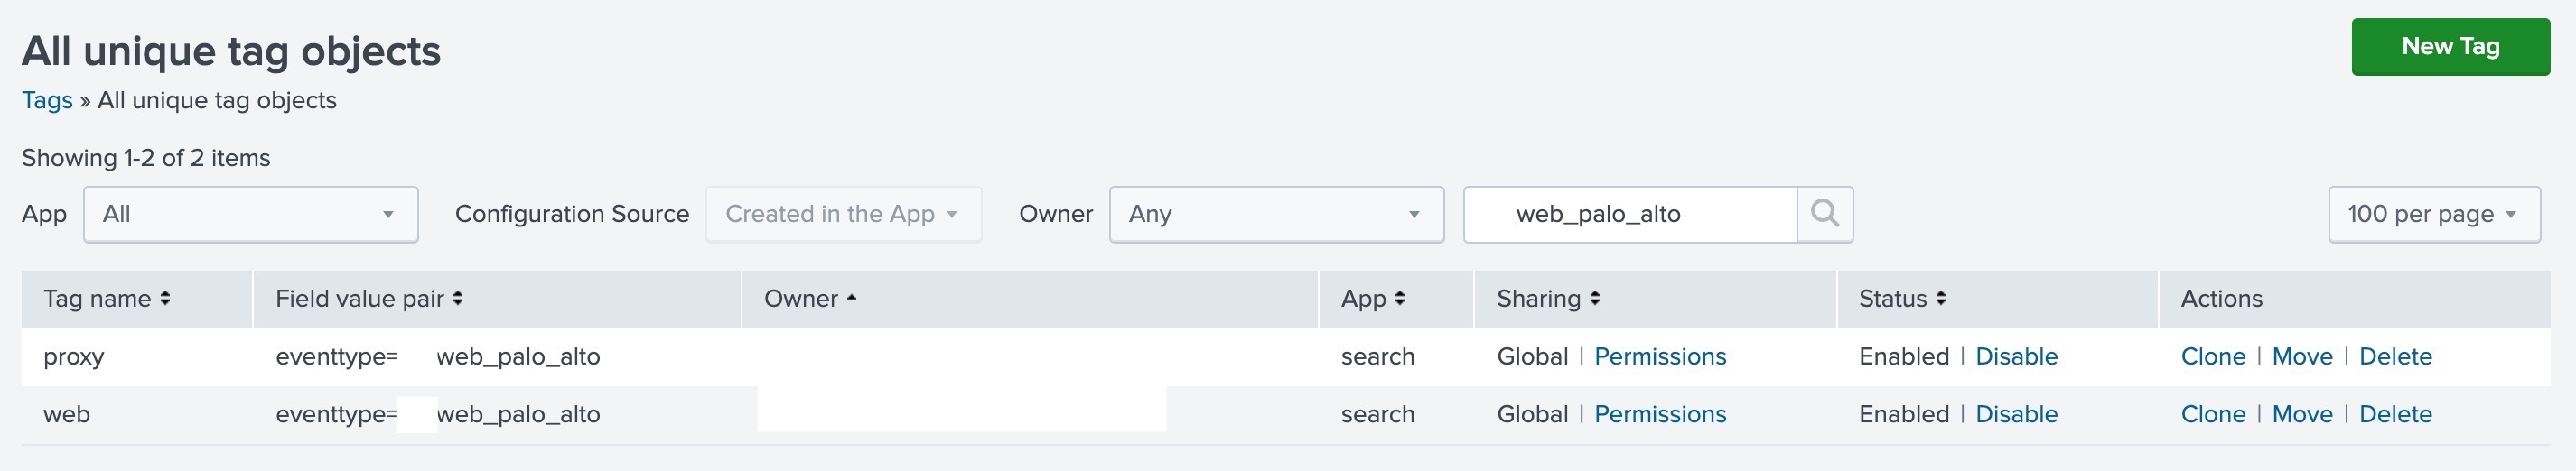 All unique tag objects
New Tag
Tags » All unique tag objects
Showing 1-2 of 2 items
App All Configuration Source Created in the App Owner Any web_palo_alto 100 per page
Tag name Field value pair Owner App Sharing Status Actions
proxy eventtype= web_palo_alto search Global | Permissions Enabled | Disable Clone | Move | Delete
web eventtype= web_palo_alto search Global | Permissions Enabled | Disable Clone | Move | Delete